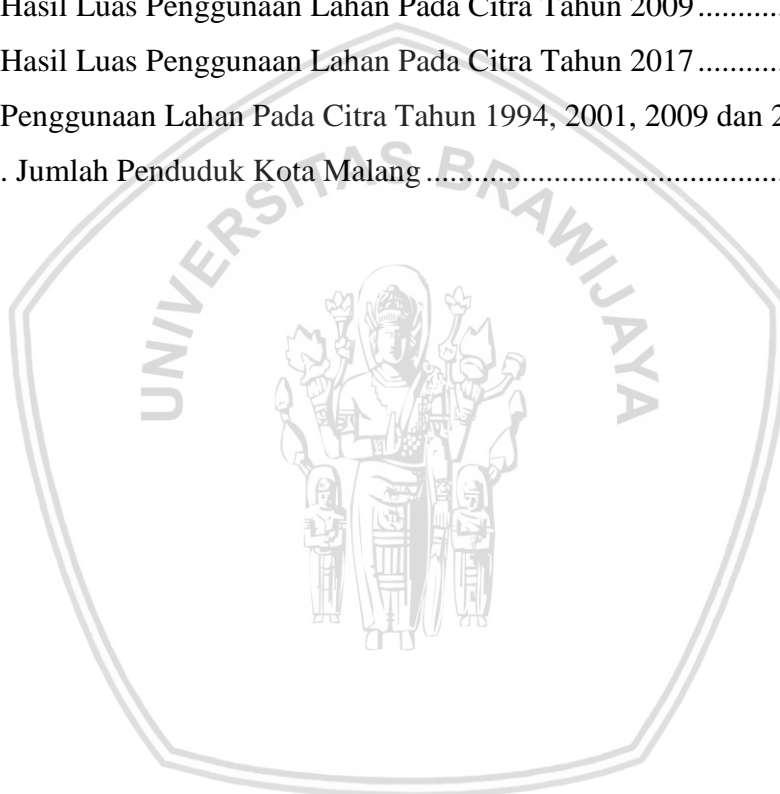 Hasil Luas Penggunaan Lahan Pada Citra Tahun 2009............
Hasil Luas Penggunaan Lahan Pada Citra Tahun 2017............
Penggunaan Lahan Pada Citra Tahun 1994, 2001, 2009 dan 2
. Jumlah Penduduk Kota Malang................................................
UNIVERSITAS BRAWIJAYA